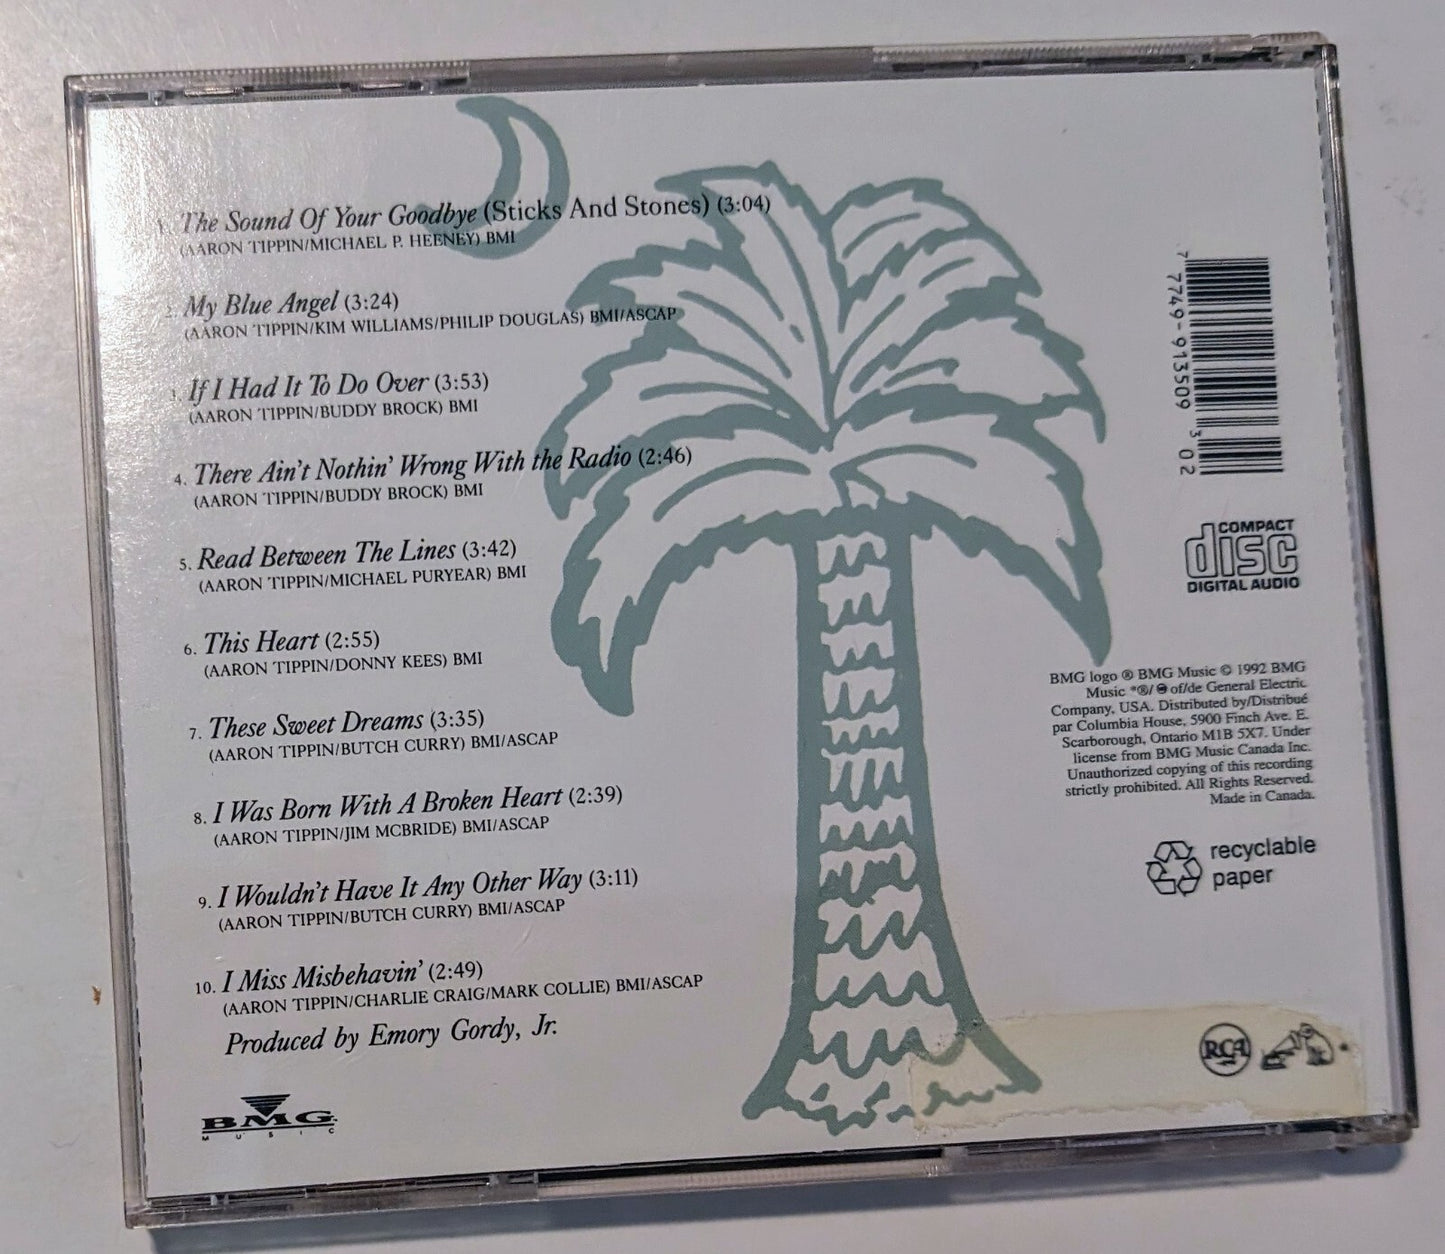 1. The Sound Of Your Goodbye (Sticks And Stones) (3:04)
(AARON TIPPIN/MICHAEL P. HEENEY) BMI
2. My Blue Angel (3:24)
(AARON TIPPIN/KIM WILLIAMS/PHILIP DOUGLAS) BMI/ASCAP
3. If I Had It To Do Over (3:53)
(AARON TIPPIN/BUDDY BROCK) BMI
4. There Ain't Nothin' Wrong With the Radio (2:46)
(AARON TIPPIN/BUDDY BROCK) BMI
5. Read Between The Lines (3:42)
(AARON TIPPIN/MICHAEL PURYEAR) BMI
6. This Heart (2:55)
(AARON TIPPIN/DONNY KEES) BMI
7. These Sweet Dreams (3:35)
(AARON TIPPIN/BUTCH CURRY) BMI/ASCAP
8. I Was Born With A Broken Heart (2:39)
(AARON TIPPIN/JIM MCBRIDE) BMI/ASCAP
9. I Wouldn't Have It Any Other Way (3:11)
(AARON TIPPIN/BUTCH CURRY) BMI/ASCAP
10. I Miss Misbehavin' (2:49)
(AARON TIPPIN/CHARLIE CRAIG/MARK COLLIE) BMI/ASCAP
Produced by Emory Gordy, Jr.
BMG
MUSIC
7 7749-913509 3 02
COMPACT
disc
DIGITAL AUDIO
BMG logo ® BMG Music © 1992 BMG
Music *®/ of/de General Electric
Company, USA. Distributed by/Distribué
par Columbia House, 5900 Finch Ave. E.
Scarborough, Ontario M1B 5X7. Under
license from BMG Music Canada Inc.
Unauthorized copying of this recording
strictly prohibited. All Rights Reserved.
Made in Canada.
recyclable
paper
RCA